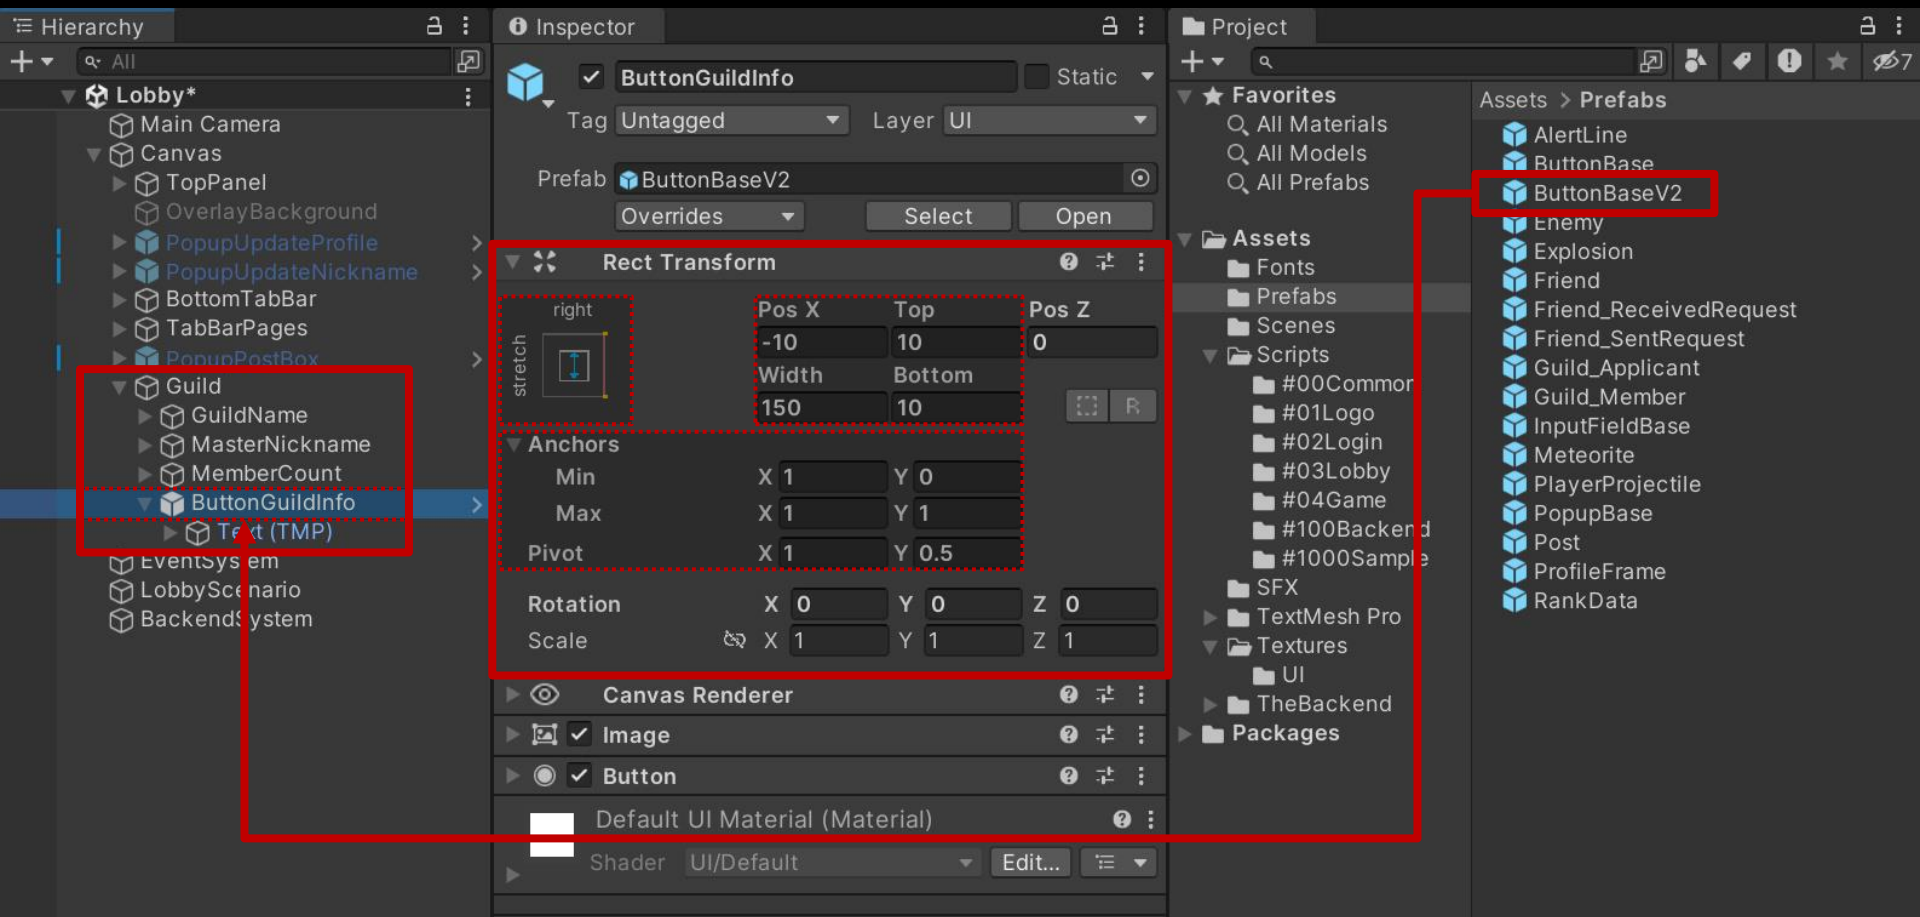 Hierarchy
All
Lobby*
Main Camera
Canvas
TopPanel
OverlayBackground
PopupUpdateProfile
PopupUpdateNickname
BottomTabBar
TabBarPages
PopupPostBox
Guild
GuildName
MasterNickname
MemberCount
ButtonGuildInfo
Text (TMP)
EventSystem
LobbyScenario
BackendSystem
Inspector
ButtonGuildInfo
Static
Tag Untagged Layer UI
Prefab ButtonBaseV2
Overrides Select Open
Rect Transform
right
stretch
Pos X Top Pos Z
-10 10 0
Width Bottom
150 10
R
Anchors
Min X 1 Y 0
Max X 1 Y 1
Pivot X 1 Y 0.5
Rotation X 0 Y 0 Z 0
Scale X 1 Y 1 Z 1
Canvas Renderer
Image
Button
Default UI Material (Material)
Shader UI/Default Edit...
Project
7
Favorites
All Materials
All Models
All Prefabs
Assets
Fonts
Prefabs
Scenes
Scripts
#00Common
#01Logo
#02Login
#03Lobby
#04Game
#100Backend
#1000Sample
SFX
TextMesh Pro
Textures
UI
TheBackend
Packages
Assets > Prefabs
AlertLine
ButtonBase
ButtonBaseV2
Enemy
Explosion
Friend
Friend_ReceivedRequest
Friend_SentRequest
Guild_Applicant
Guild_Member
InputFieldBase
Meteorite
PlayerProjectile
PopupBase
Post
ProfileFrame
RankData